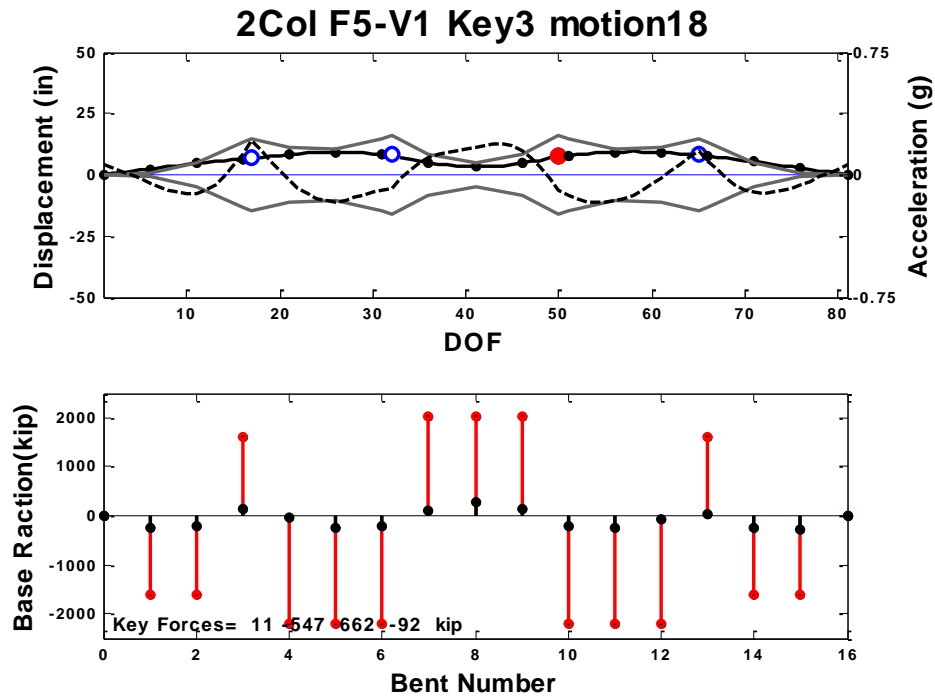 2Col F5-V1 Key3 motion18
50 0.75
25
0 0
-25
-50 -0.75
Displacement (in)
Acceleration (g)
10 20 30 40 50 60 70 80
DOF
2000
1000
0
-1000
-2000
Base Raction(kip)
Key Forces= 11 -547 662 -92 kip
0 2 4 6 8 10 12 14 16
Bent Number